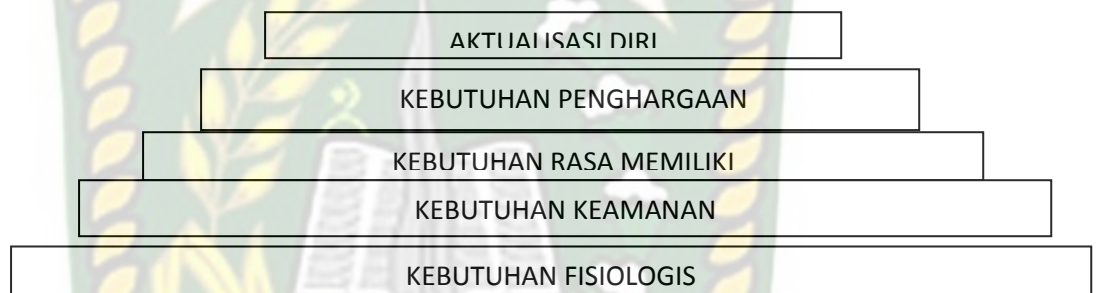 AKTUALISASI DIRI
KEBUTUHAN PENGHARGAAN
KEBUTUHAN RASA MEMILIKI
KEBUTUHAN KEAMANAN
KEBUTUHAN FISIOLOGIS